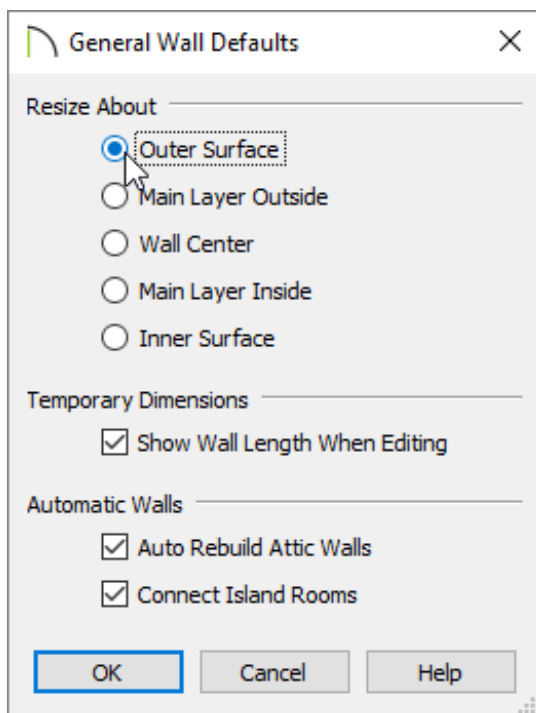 General Wall Defaults
Resize About
Outer Surface
Main Layer Outside
Wall Center
Main Layer Inside
Inner Surface
Temporary Dimensions
Show Wall Length When Editing
Automatic Walls
Auto Rebuild Attic Walls
Connect Island Rooms
OK Cancel Help